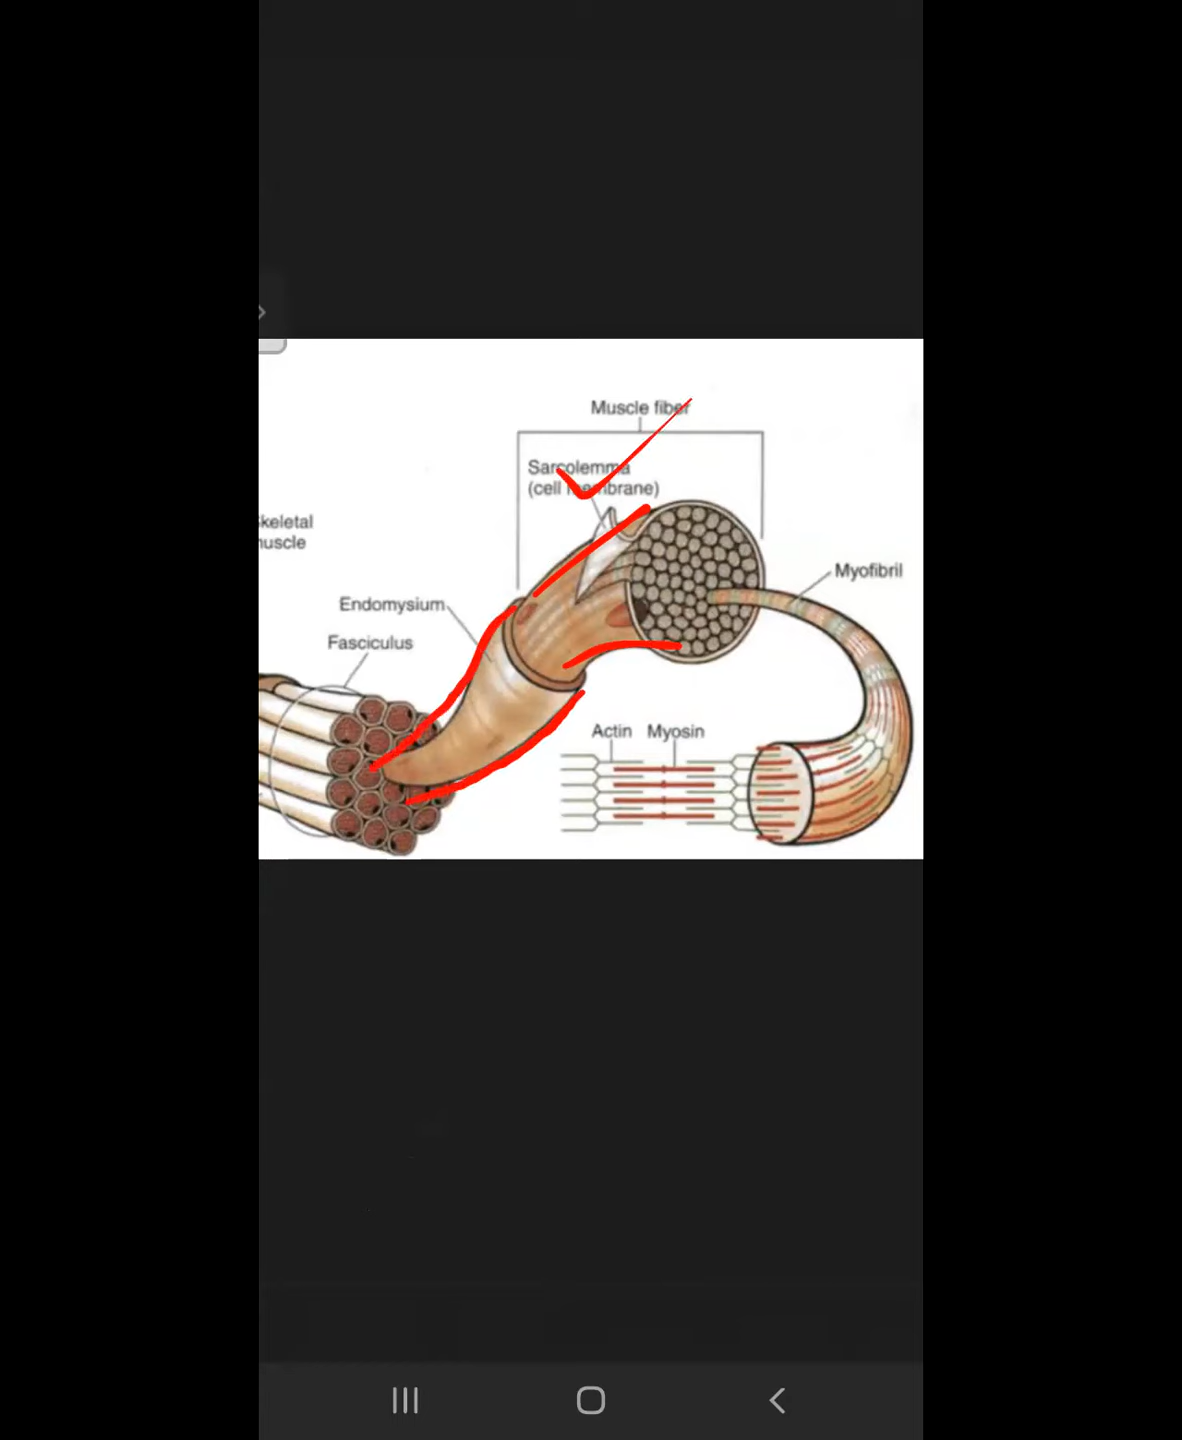 Muscle fiber
Sarcolemma
(cell membrane)
keletal
uscle
Myofibril
Endomysium
Fasciculus
Actin Myosin